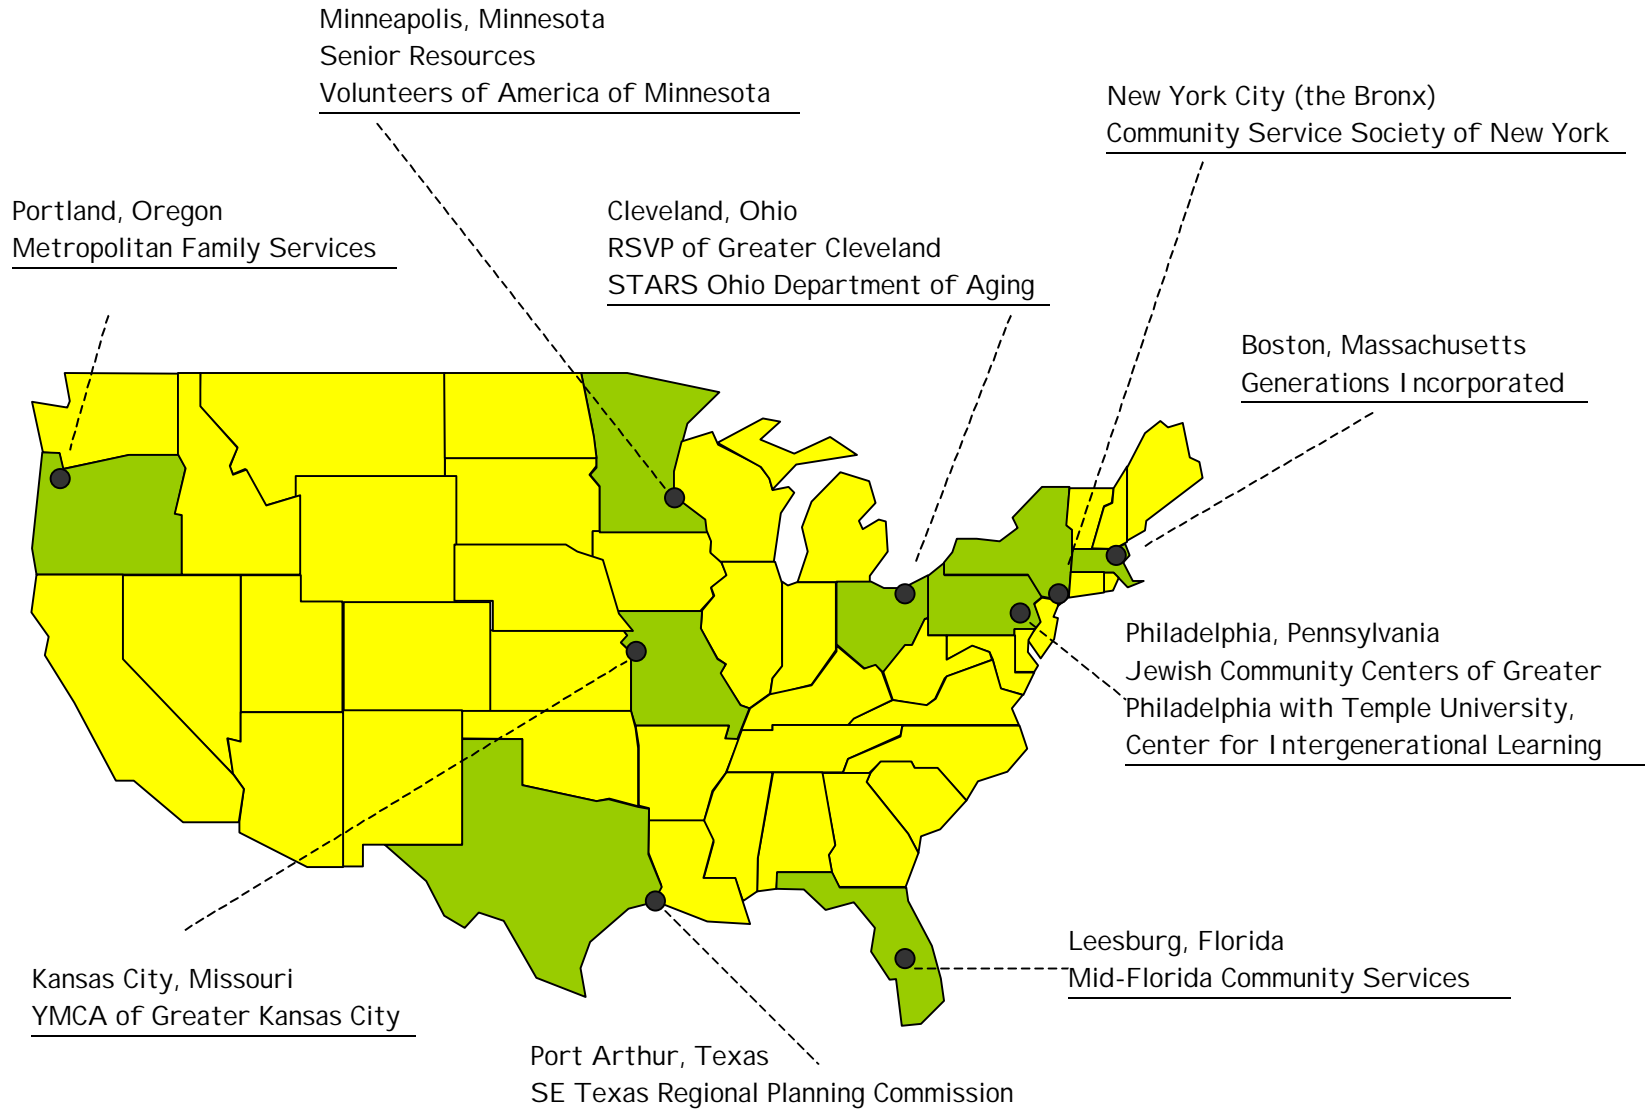 Minneapolis, Minnesota
Senior Resources
Volunteers of America of Minnesota
New York City (the Bronx)
Community Service Society of New York
Portland, Oregon
Metropolitan Family Services
Cleveland, Ohio
RSVP of Greater Cleveland
STARS Ohio Department of Aging
Boston, Massachusetts
Generations Incorporated
Philadelphia, Pennsylvania
Jewish Community Centers of Greater
Philadelphia with Temple University,
Center for Intergenerational Learning
Leesburg, Florida
Mid-Florida Community Services
Kansas City, Missouri
YMCA of Greater Kansas City
Port Arthur, Texas
SE Texas Regional Planning Commission